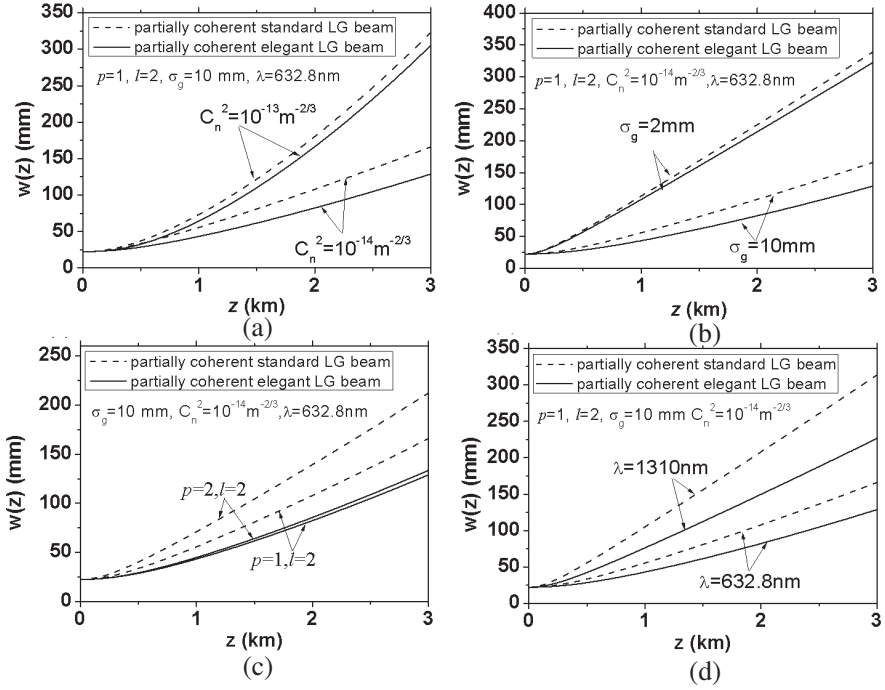 partially coherent standard LG beam
partially coherent elegant LG beam
p=1, l=2, σg=10 mm, λ=632.8nm
Cn²=10⁻¹³m⁻²/³
Cn²=10⁻¹⁴m⁻²/³
w(z) (mm)
350
300
250
200
150
100
50
0
0 1 2 3
z (km)
(a)
partially coherent standard LG beam
partially coherent elegant LG beam
p=1, l=2, Cn²=10⁻¹⁴m⁻²/³,λ=632.8nm
σg=2mm
σg=10mm
w(z) (mm)
400
350
300
250
200
150
100
50
0
0 1 2 3
z (km)
(b)
partially coherent standard LG beam
partially coherent elegant LG beam
σg=10 mm, Cn²=10⁻¹⁴m⁻²/³,λ=632.8nm
p=2,l=2
p=1,l=2
w(z) (mm)
250
200
150
100
50
0
0 1 2 3
z (km)
(c)
partially coherent standard LG beam
partially coherent elegant LG beam
p=1, l=2, σg=10 mm Cn²=10⁻¹⁴m⁻²/³
λ=1310nm
λ=632.8nm
w(z) (mm)
350
300
250
200
150
100
50
0
0 1 2 3
z (km)
(d)